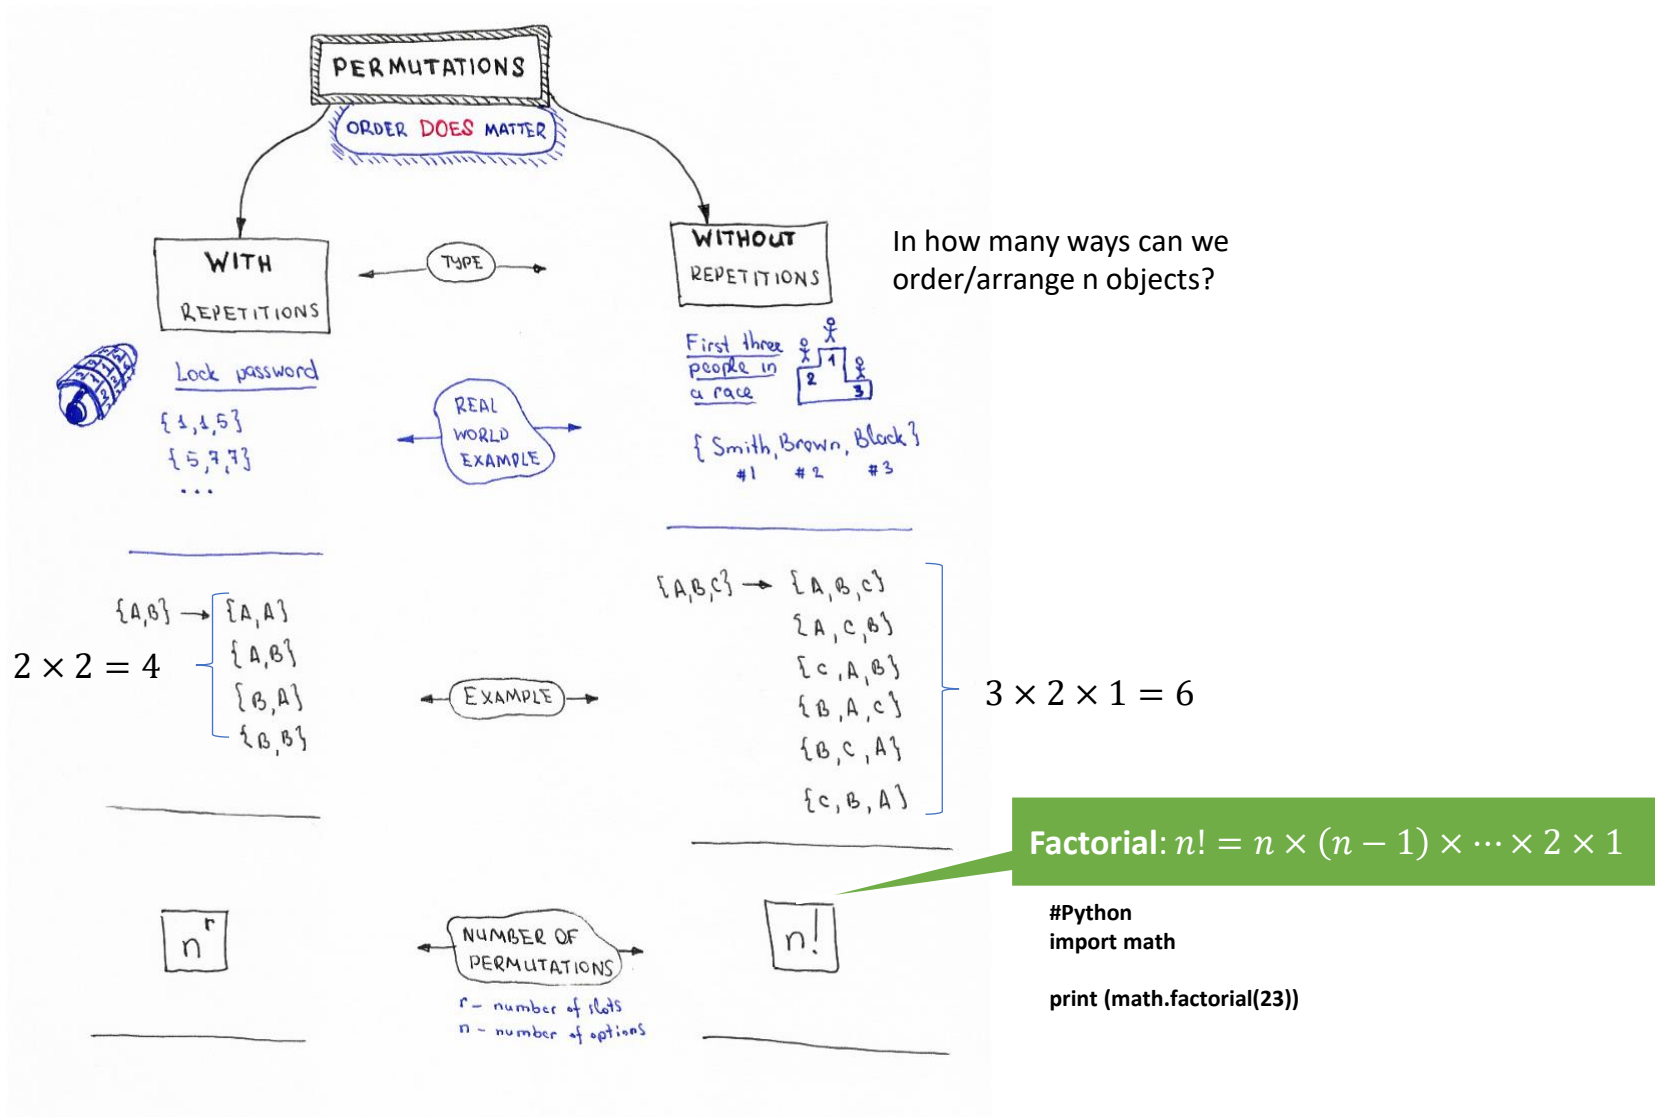 PERMUTATIONS
ORDER DOES MATTER
WITH
REPETITIONS
TYPE
WITHOUT
REPETITIONS
In how many ways can we
order/arrange n objects?
Lock password
{1,1,5}
{5,7,7}
...
REAL
WORLD
EXAMPLE
First three
people in
a race
1
2
3
{Smith, Brown, Black}
#1 #2 #3
{A,B} → {A,A}
{A,B}
{B,A}
{B,B}
2 × 2 = 4
EXAMPLE
{A,B,C} → {A,B,C}
{A,C,B}
{C,A,B}
{B,A,C}
{B,C,A}
{C,B,A}
3 × 2 × 1 = 6
Factorial: n! = n × (n − 1) × ⋯ × 2 × 1
n^r
NUMBER OF
PERMUTATIONS
r – number of slots
n – number of options
n!
#Python
import math
print (math.factorial(23))